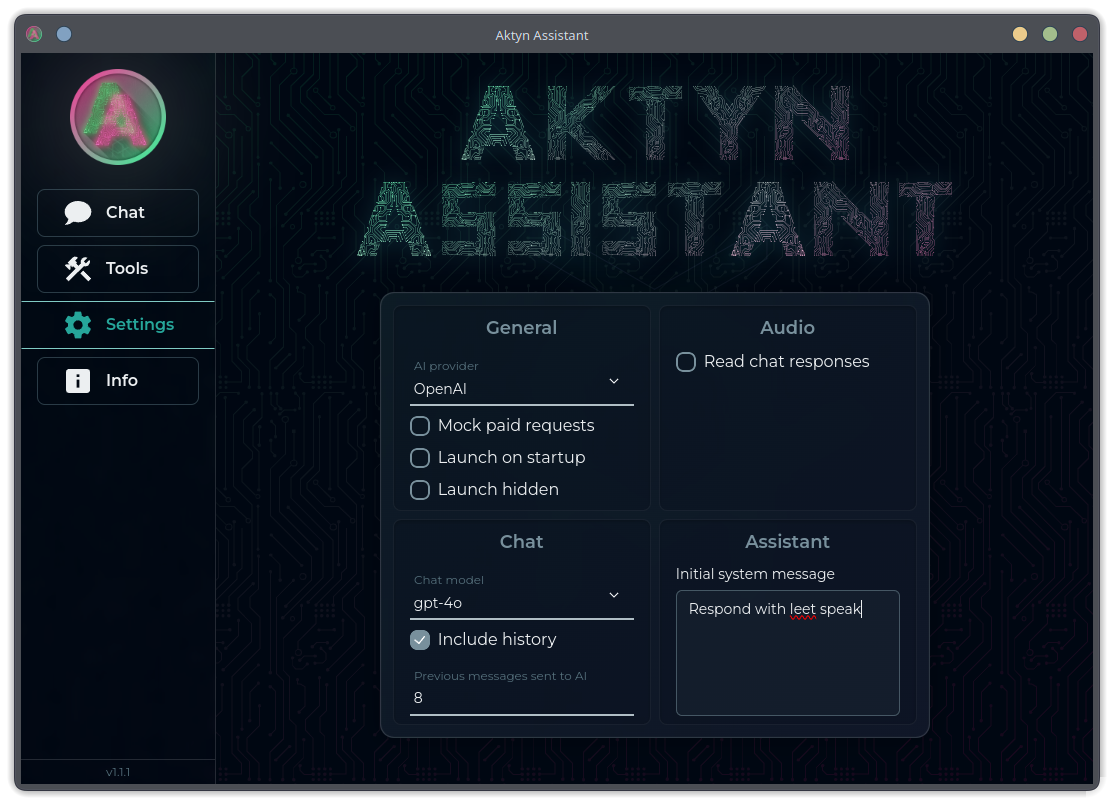 Aktyn Assistant
A
AKTYN
ASSISTANT
Chat
Tools
Settings
Info
General
AI provider
OpenAI
Mock paid requests
Launch on startup
Launch hidden
Audio
Read chat responses
Chat
Chat model
gpt-4o
Include history
Previous messages sent to AI
8
Assistant
Initial system message
Respond with leet speak
v1.1.1